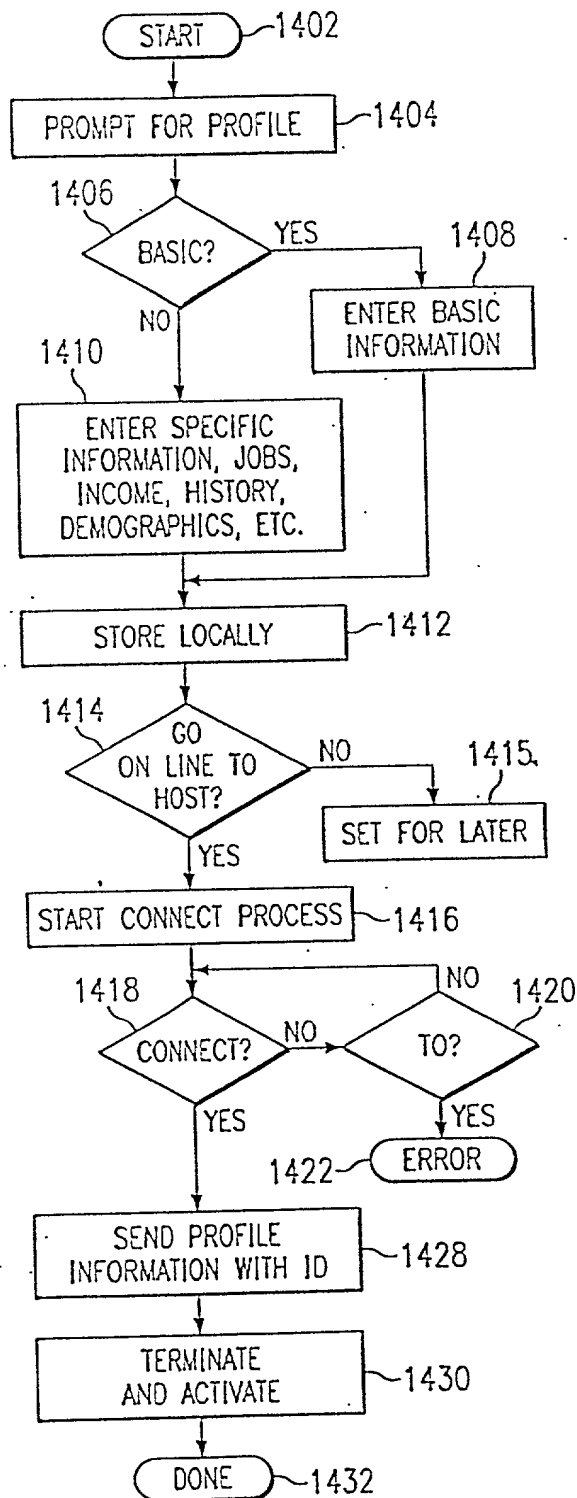 START
1402
PROMPT FOR PROFILE
1404
1406
BASIC?
YES
NO
1408
ENTER BASIC
INFORMATION
1410
ENTER SPECIFIC
INFORMATION, JOBS,
INCOME, HISTORY,
DEMOGRAPHICS, ETC.
STORE LOCALLY
1412
1414
GO
ON LINE TO
HOST?
NO
YES
1415
SET FOR LATER
START CONNECT PROCESS
1416
1418
CONNECT?
NO
YES
NO
1420
TO?
YES
1422
ERROR
SEND PROFILE
INFORMATION WITH ID
1428
TERMINATE
AND ACTIVATE
1430
DONE
1432